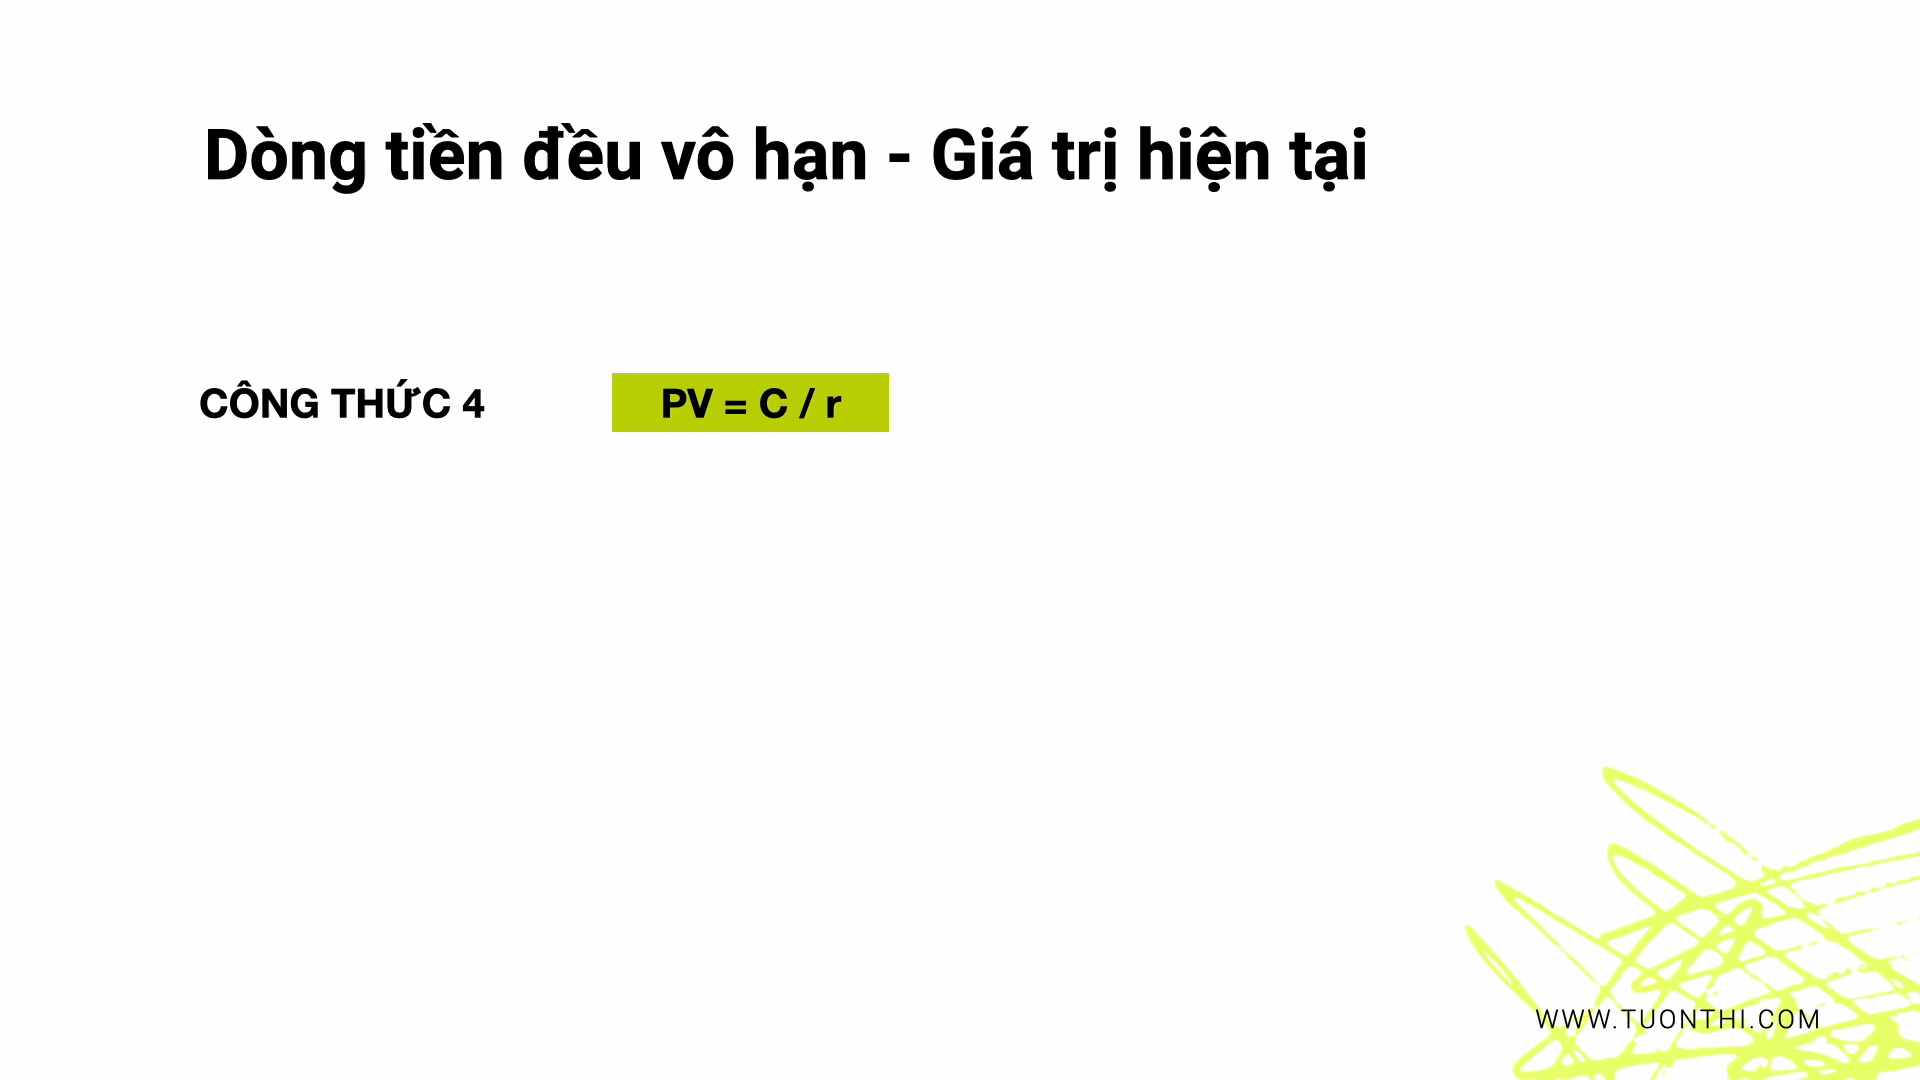 Dòng tiền đều vô hạn - Giá trị hiện tại
CÔNG THỨC 4
PV = C / r
WWW.TUONTHI.COM